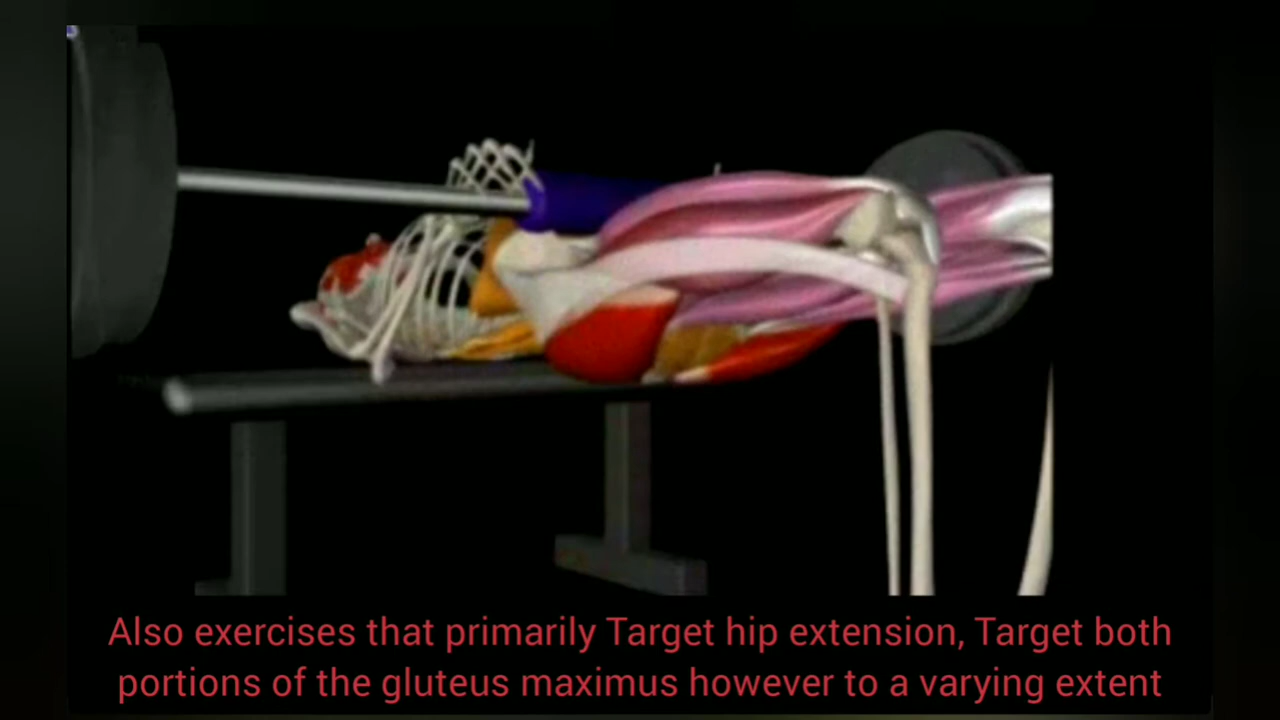 Also exercises that primarily Target hip extension, Target both
portions of the gluteus maximus however to a varying extent